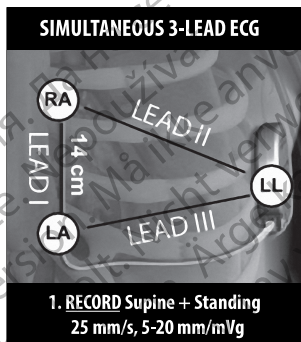 SIMULTANEOUS 3-LEAD ECG
RA
LEAD II
LEAD I
14 cm
LL
LA
LEAD III
1. RECORD Supine + Standing
25 mm/s, 5-20 mm/mVg